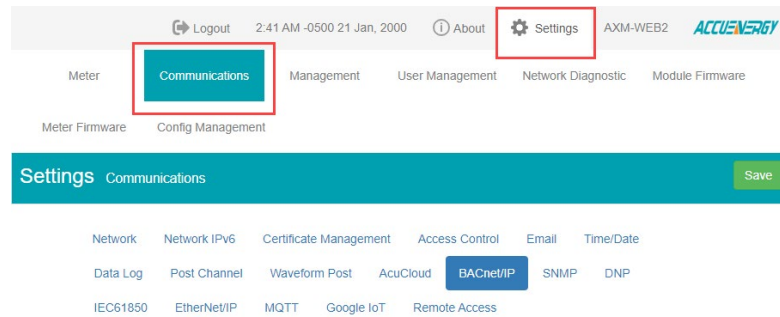 Logout 2:41 AM -0500 21 Jan, 2000 About Settings AXM-WEB2 ACCUENERGY
Meter Communications Management User Management Network Diagnostic Module Firmware
Meter Firmware Config Management
Settings Communications Save
Network Network IPv6 Certificate Management Access Control Email Time/Date
Data Log Post Channel Waveform Post AcuCloud BACnet/IP SNMP DNP
IEC61850 EtherNet/IP MQTT Google IoT Remote Access